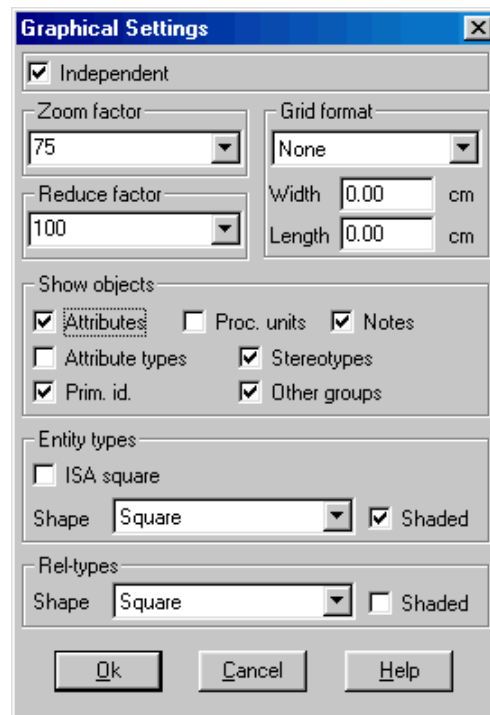 Graphical Settings
Independent
Zoom factor
75
Grid format
None
Reduce factor
100
Width 0.00 cm
Length 0.00 cm
Show objects
Attributes Proc. units Notes
Attribute types Stereotypes
Prim. id. Other groups
Entity types
ISA square
Shape Square Shaded
Rel-types
Shape Square Shaded
Ok Cancel Help